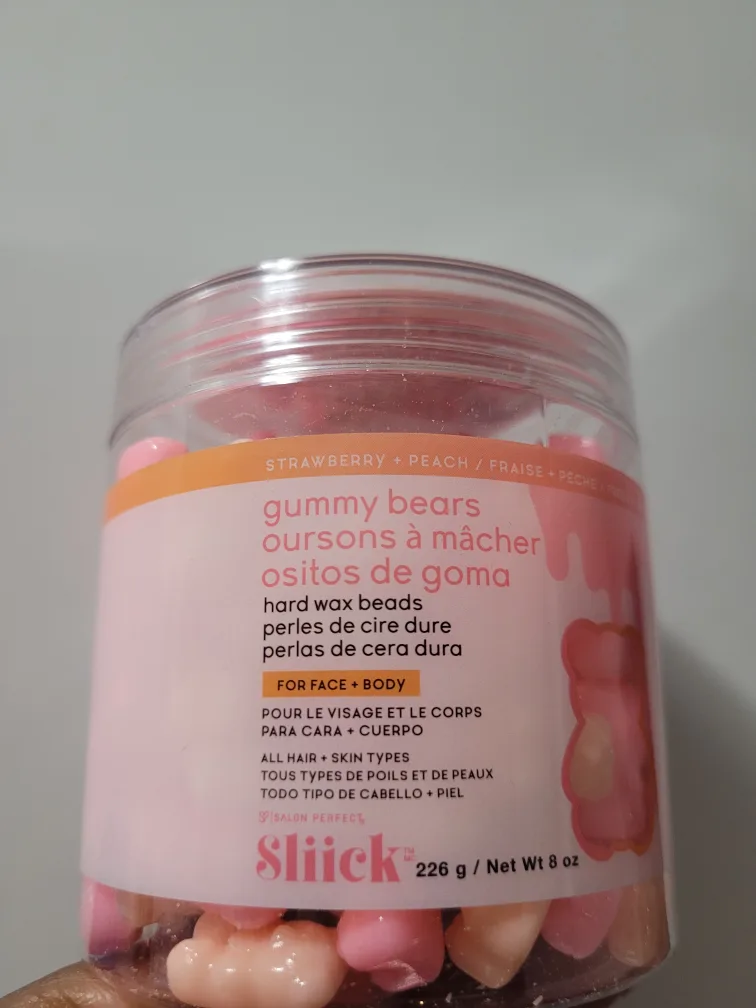 STRAWBERRY + PEACH / FRAISE + PÊCHE
gummy bears
oursons à mâcher
ositos de goma
hard wax beads
perles de cire dure
perlas de cera dura
FOR FACE + BODY
POUR LE VISAGE ET LE CORPS
PARA CARA + CUERPO
ALL HAIR + SKIN TYPES
TOUS TYPES DE POILS ET DE PEAUX
TODO TIPO DE CABELLO + PIEL
SALON PERFECT
Sliick™
226 g / Net Wt 8 oz